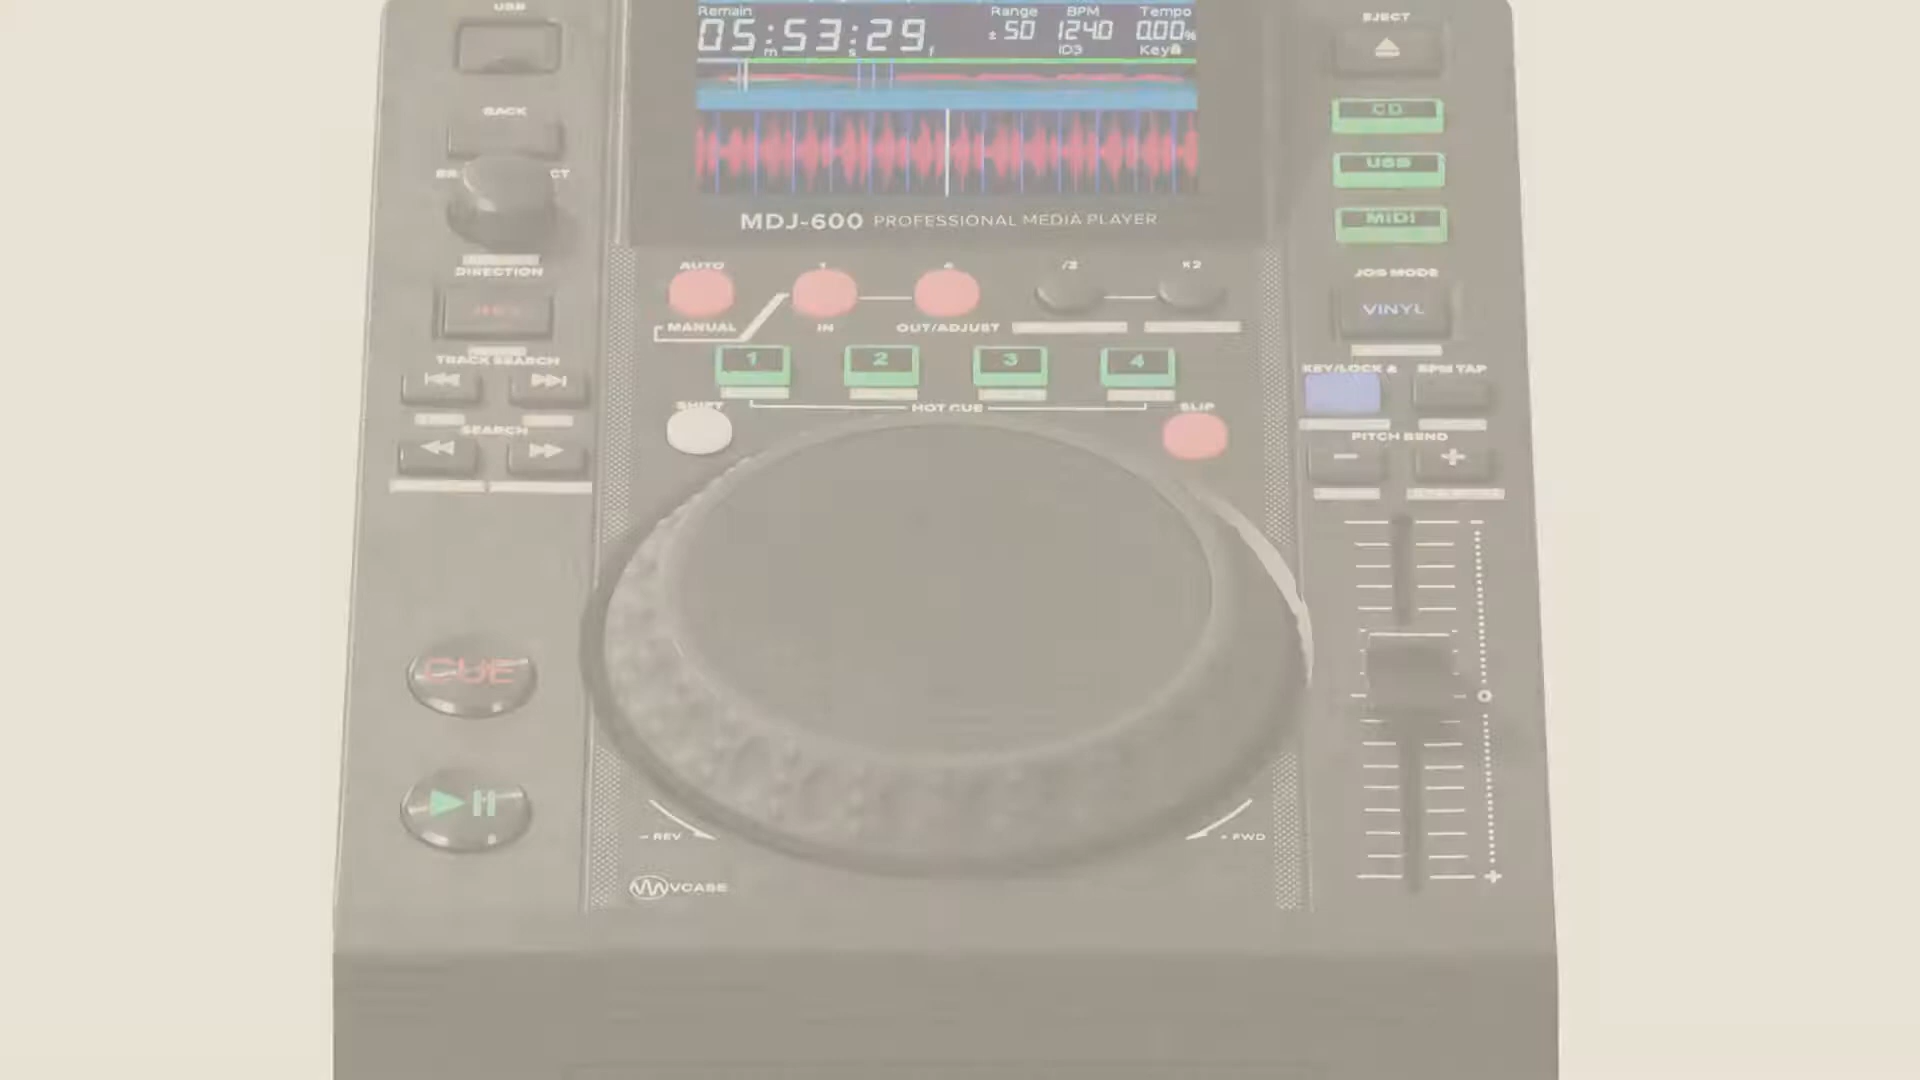 USB
Remain
05:53:29
m s f
Range
± 50
BPM
124.0
ID3
Tempo
0.00%
Key
EJECT
BACK
CD
USB
MIDI
MDJ-600 PROFESSIONAL MEDIA PLAYER
DIRECTION
AUTO
/2
×2
JOG MODE
VINYL
MANUAL
IN
OUT/ADJUST
TRACK SEARCH
1
2
3
4
KEY/LOCK
BPM TAP
SHIFT
HOT CUE
SLIP
SEARCH
PITCH BEND
− +
CUE
- REV
+ FWD
VCASE